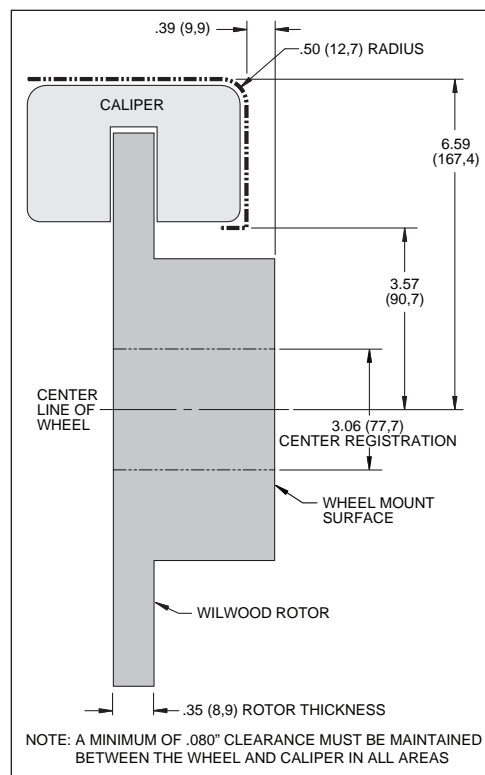 .39 (9,9)
.50 (12,7) RADIUS
CALIPER
6.59
(167,4)
3.57
(90,7)
CENTER
LINE OF
WHEEL
3.06 (77,7)
CENTER REGISTRATION
WHEEL MOUNT
SURFACE
WILWOOD ROTOR
.35 (8,9) ROTOR THICKNESS
NOTE: A MINIMUM OF .080" CLEARANCE MUST BE MAINTAINED
BETWEEN THE WHEEL AND CALIPER IN ALL AREAS